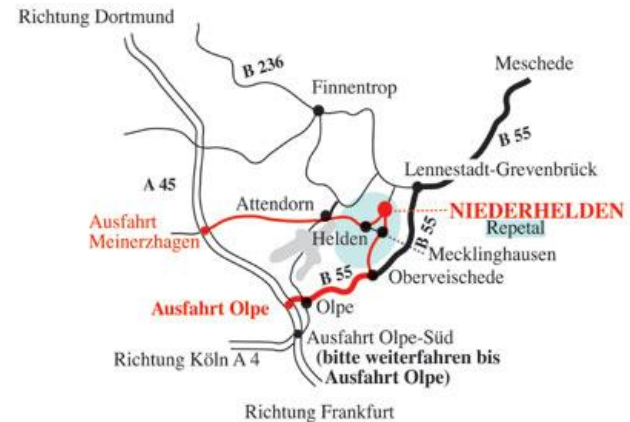 Richtung Dortmund
B 236
Meschede
Finnentrop
B 55
A 45
Lennestadt-Grevenbrück
Attendorn
NIEDERHELDEN
Ausfahrt
Meinerzhagen
Helden
B 55
Repetal
Mecklinghausen
B 55
Oberveischede
Ausfahrt Olpe
Olpe
Ausfahrt Olpe-Süd
Richtung Köln A 4
(bitte weiterfahren bis
Ausfahrt Olpe)
Richtung Frankfurt